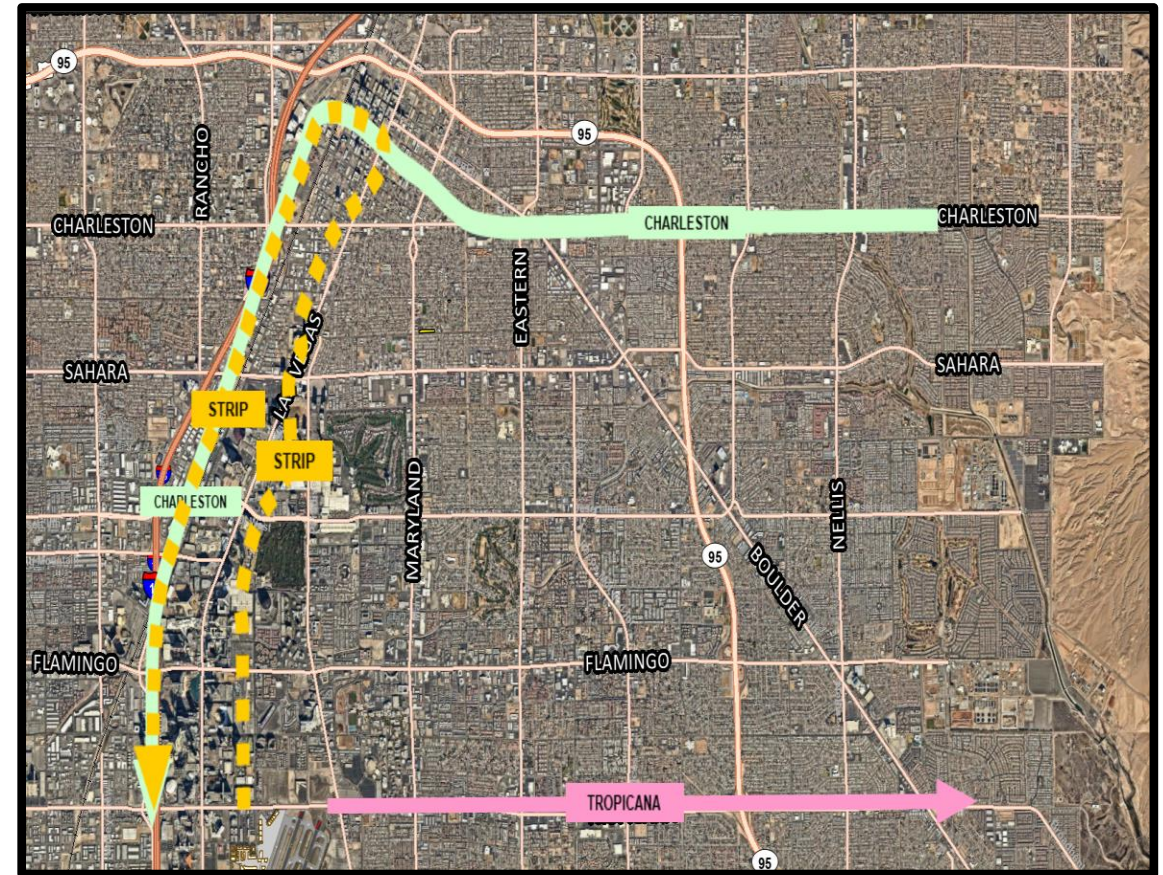 95
RANCHO
95
CHARLESTON
CHARLESTON
CHARLESTON
EASTERN
SAHARA
SAHARA
STRIP
STRIP
CHARLESTON
MARYLAND
NELLIS
95
BOULDER
FLAMINGO
FLAMINGO
TROPICANA
95